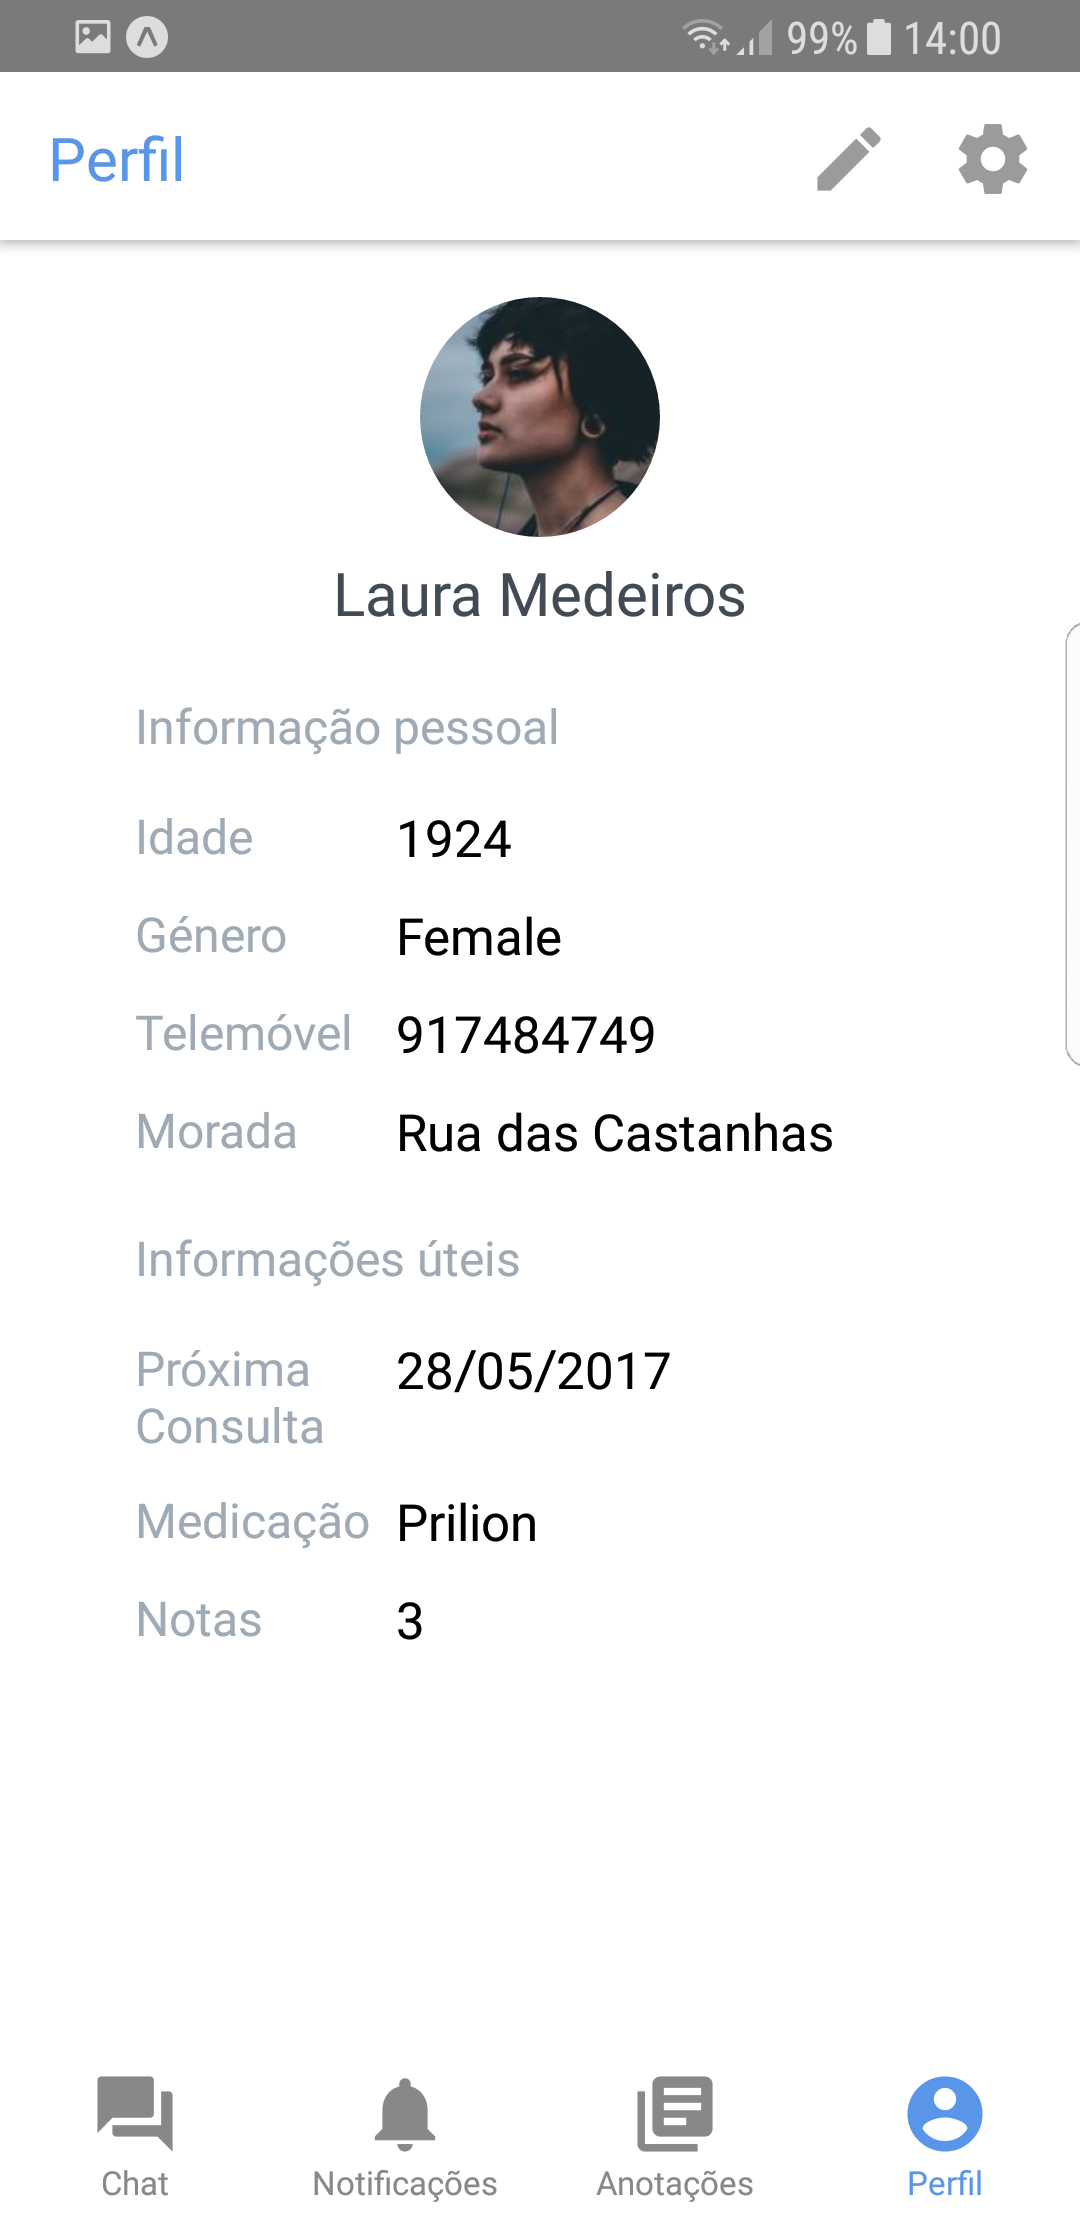 99% 14:00
Perfil
Laura Medeiros
Informação pessoal
Idade 1924
Género Female
Telemóvel 917484749
Morada Rua das Castanhas
Informações úteis
Próxima Consulta 28/05/2017
Medicação Prilion
Notas 3
Chat Notificações Anotações Perfil